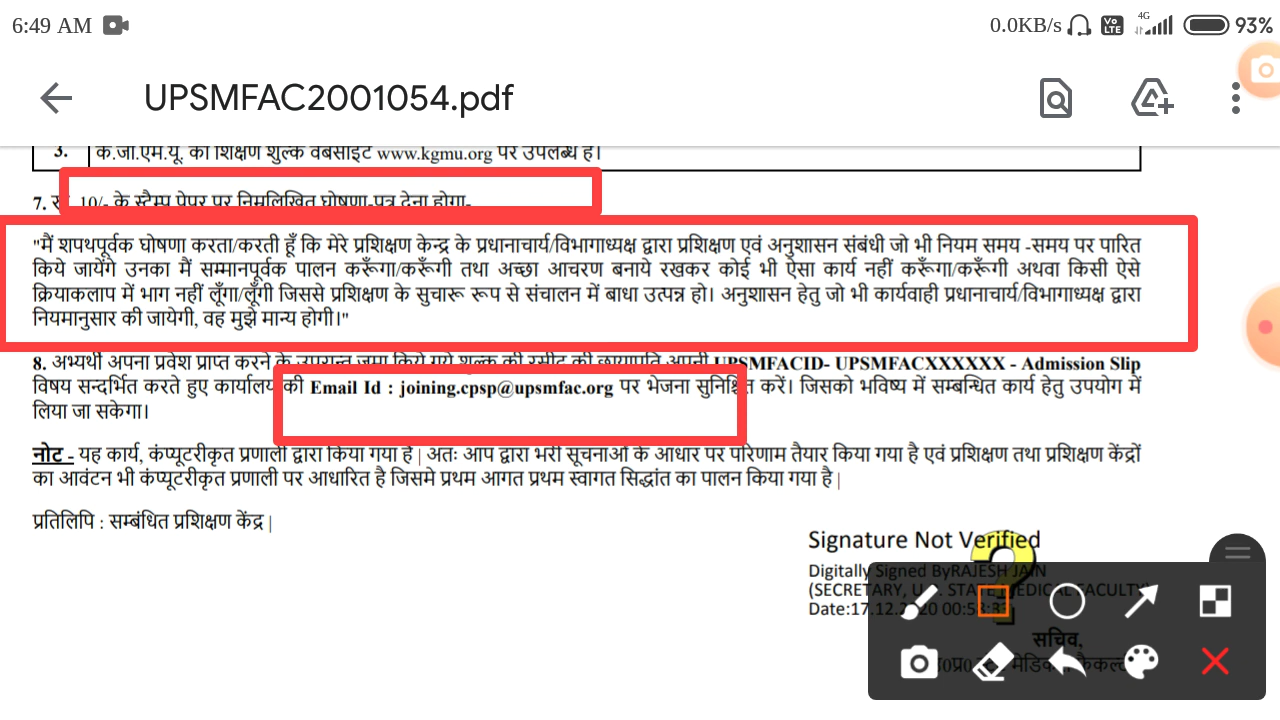 6:49 AM 0.0KB/s 4G Vo LTE 93%
UPSMFAC2001054.pdf
3. क.जी.एम.यू. का शिक्षण शुल्क वेबसाइट www.kgmu.org पर उपलब्ध है।
7. 10/- के स्टैम्प पेपर पर निम्नलिखित घोषणा-पत्र देना होगा-
"मैं शपथपूर्वक घोषणा करता/करती हूँ कि मेरे प्रशिक्षण केन्द्र के प्रधानाचार्य/विभागाध्यक्ष द्वारा प्रशिक्षण एवं अनुशासन संबंधी जो भी नियम समय -समय पर पारित
किये जायेंगे उनका मैं सम्मानपूर्वक पालन करूँगा/करूँगी तथा अच्छा आचरण बनाये रखकर कोई भी ऐसा कार्य नहीं करूँगा/करूँगी अथवा किसी ऐसे
क्रियाकलाप में भाग नहीं लूँगा/लूँगी जिससे प्रशिक्षण के सुचारू रूप से संचालन में बाधा उत्पन्न हो। अनुशासन हेतु जो भी कार्यवाही प्रधानाचार्य/विभागाध्यक्ष द्वारा
नियमानुसार की जायेगी, वह मुझे मान्य होगी।"
8. अभ्यर्थी अपना प्रवेश प्राप्त करने के उपरान्त जमा किये गये शुल्क की रसीद की छायाप्रति अपनी UPSMFACID- UPSMFACXXXXXX - Admission Slip
विषय सन्दर्भित करते हुए कार्यालय की Email Id : joining.cpsp@upsmfac.org पर भेजना सुनिश्चित करें। जिसको भविष्य में सम्बन्धित कार्य हेतु उपयोग में
लिया जा सकेगा।
नोट - यह कार्य, कंप्यूटरीकृत प्रणाली द्वारा किया गया है | अतः आप द्वारा भरी सूचनाओं के आधार पर परिणाम तैयार किया गया है एवं प्रशिक्षण तथा प्रशिक्षण केंद्रों
का आवंटन भी कंप्यूटरीकृत प्रणाली पर आधारित है जिसमे प्रथम आगत प्रथम स्वागत सिद्धांत का पालन किया गया है |
प्रतिलिपि : सम्बंधित प्रशिक्षण केंद्र |
Signature Not Verified
Digitally Signed By RAJESH JAIN
(SECRETARY, STATE MEDICAL FACULTY)
Date:17.12.
सचिव,